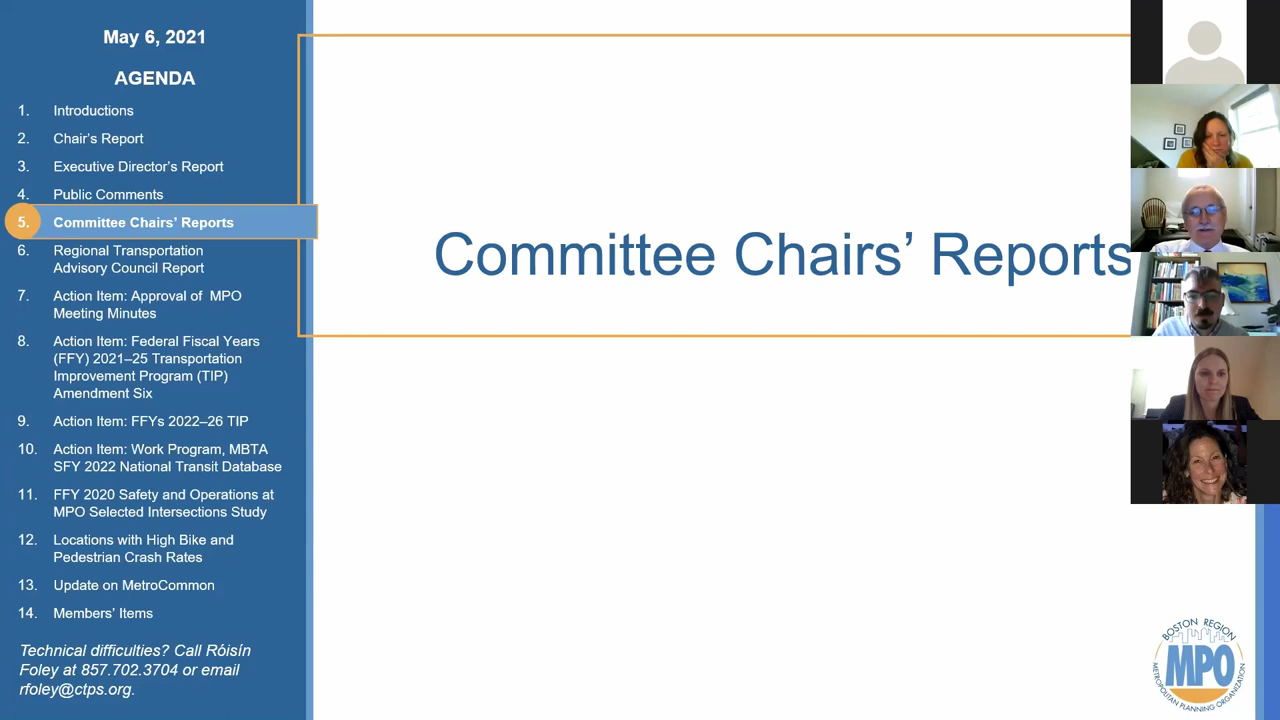 May 6, 2021
AGENDA
1. Introductions
2. Chair's Report
3. Executive Director's Report
4. Public Comments
5. Committee Chairs' Reports
6. Regional Transportation
Advisory Council Report
7. Action Item: Approval of MPO
Meeting Minutes
8. Action Item: Federal Fiscal Years
(FFY) 2021–25 Transportation
Improvement Program (TIP)
Amendment Six
9. Action Item: FFYs 2022–26 TIP
10. Action Item: Work Program, MBTA
SFY 2022 National Transit Database
11. FFY 2020 Safety and Operations at
MPO Selected Intersections Study
12. Locations with High Bike and
Pedestrian Crash Rates
13. Update on MetroCommon
14. Members' Items
Technical difficulties? Call Róisín
Foley at 857.702.3704 or email
rfoley@ctps.org.
Committee Chairs’ Reports
BOSTON REGION
MPO
METROPOLITAN PLANNING ORGANIZATION